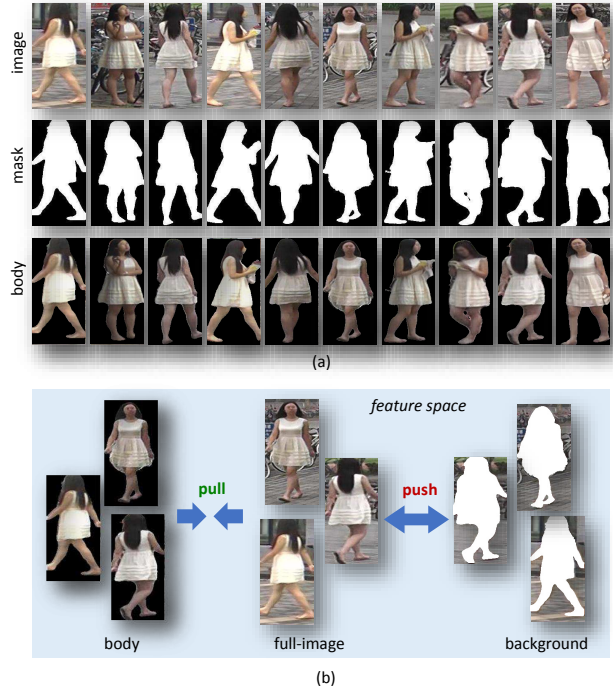 image
mask
body
(a)
feature space
pull
push
body
full-image
background
(b)